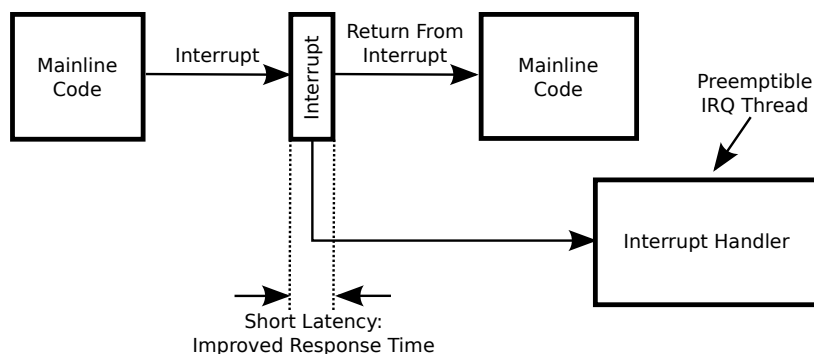 Mainline
Code
Interrupt
Interrupt
Return From
Interrupt
Mainline
Code
Preemptible
IRQ Thread
Interrupt Handler
Short Latency:
Improved Response Time